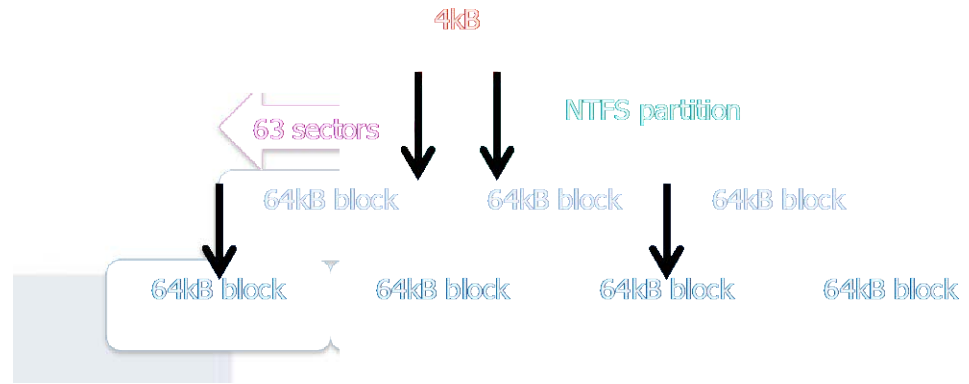 4kB
NTFS partition
63 sectors
64kB block 64kB block 64kB block
64kB block 64kB block 64kB block 64kB block